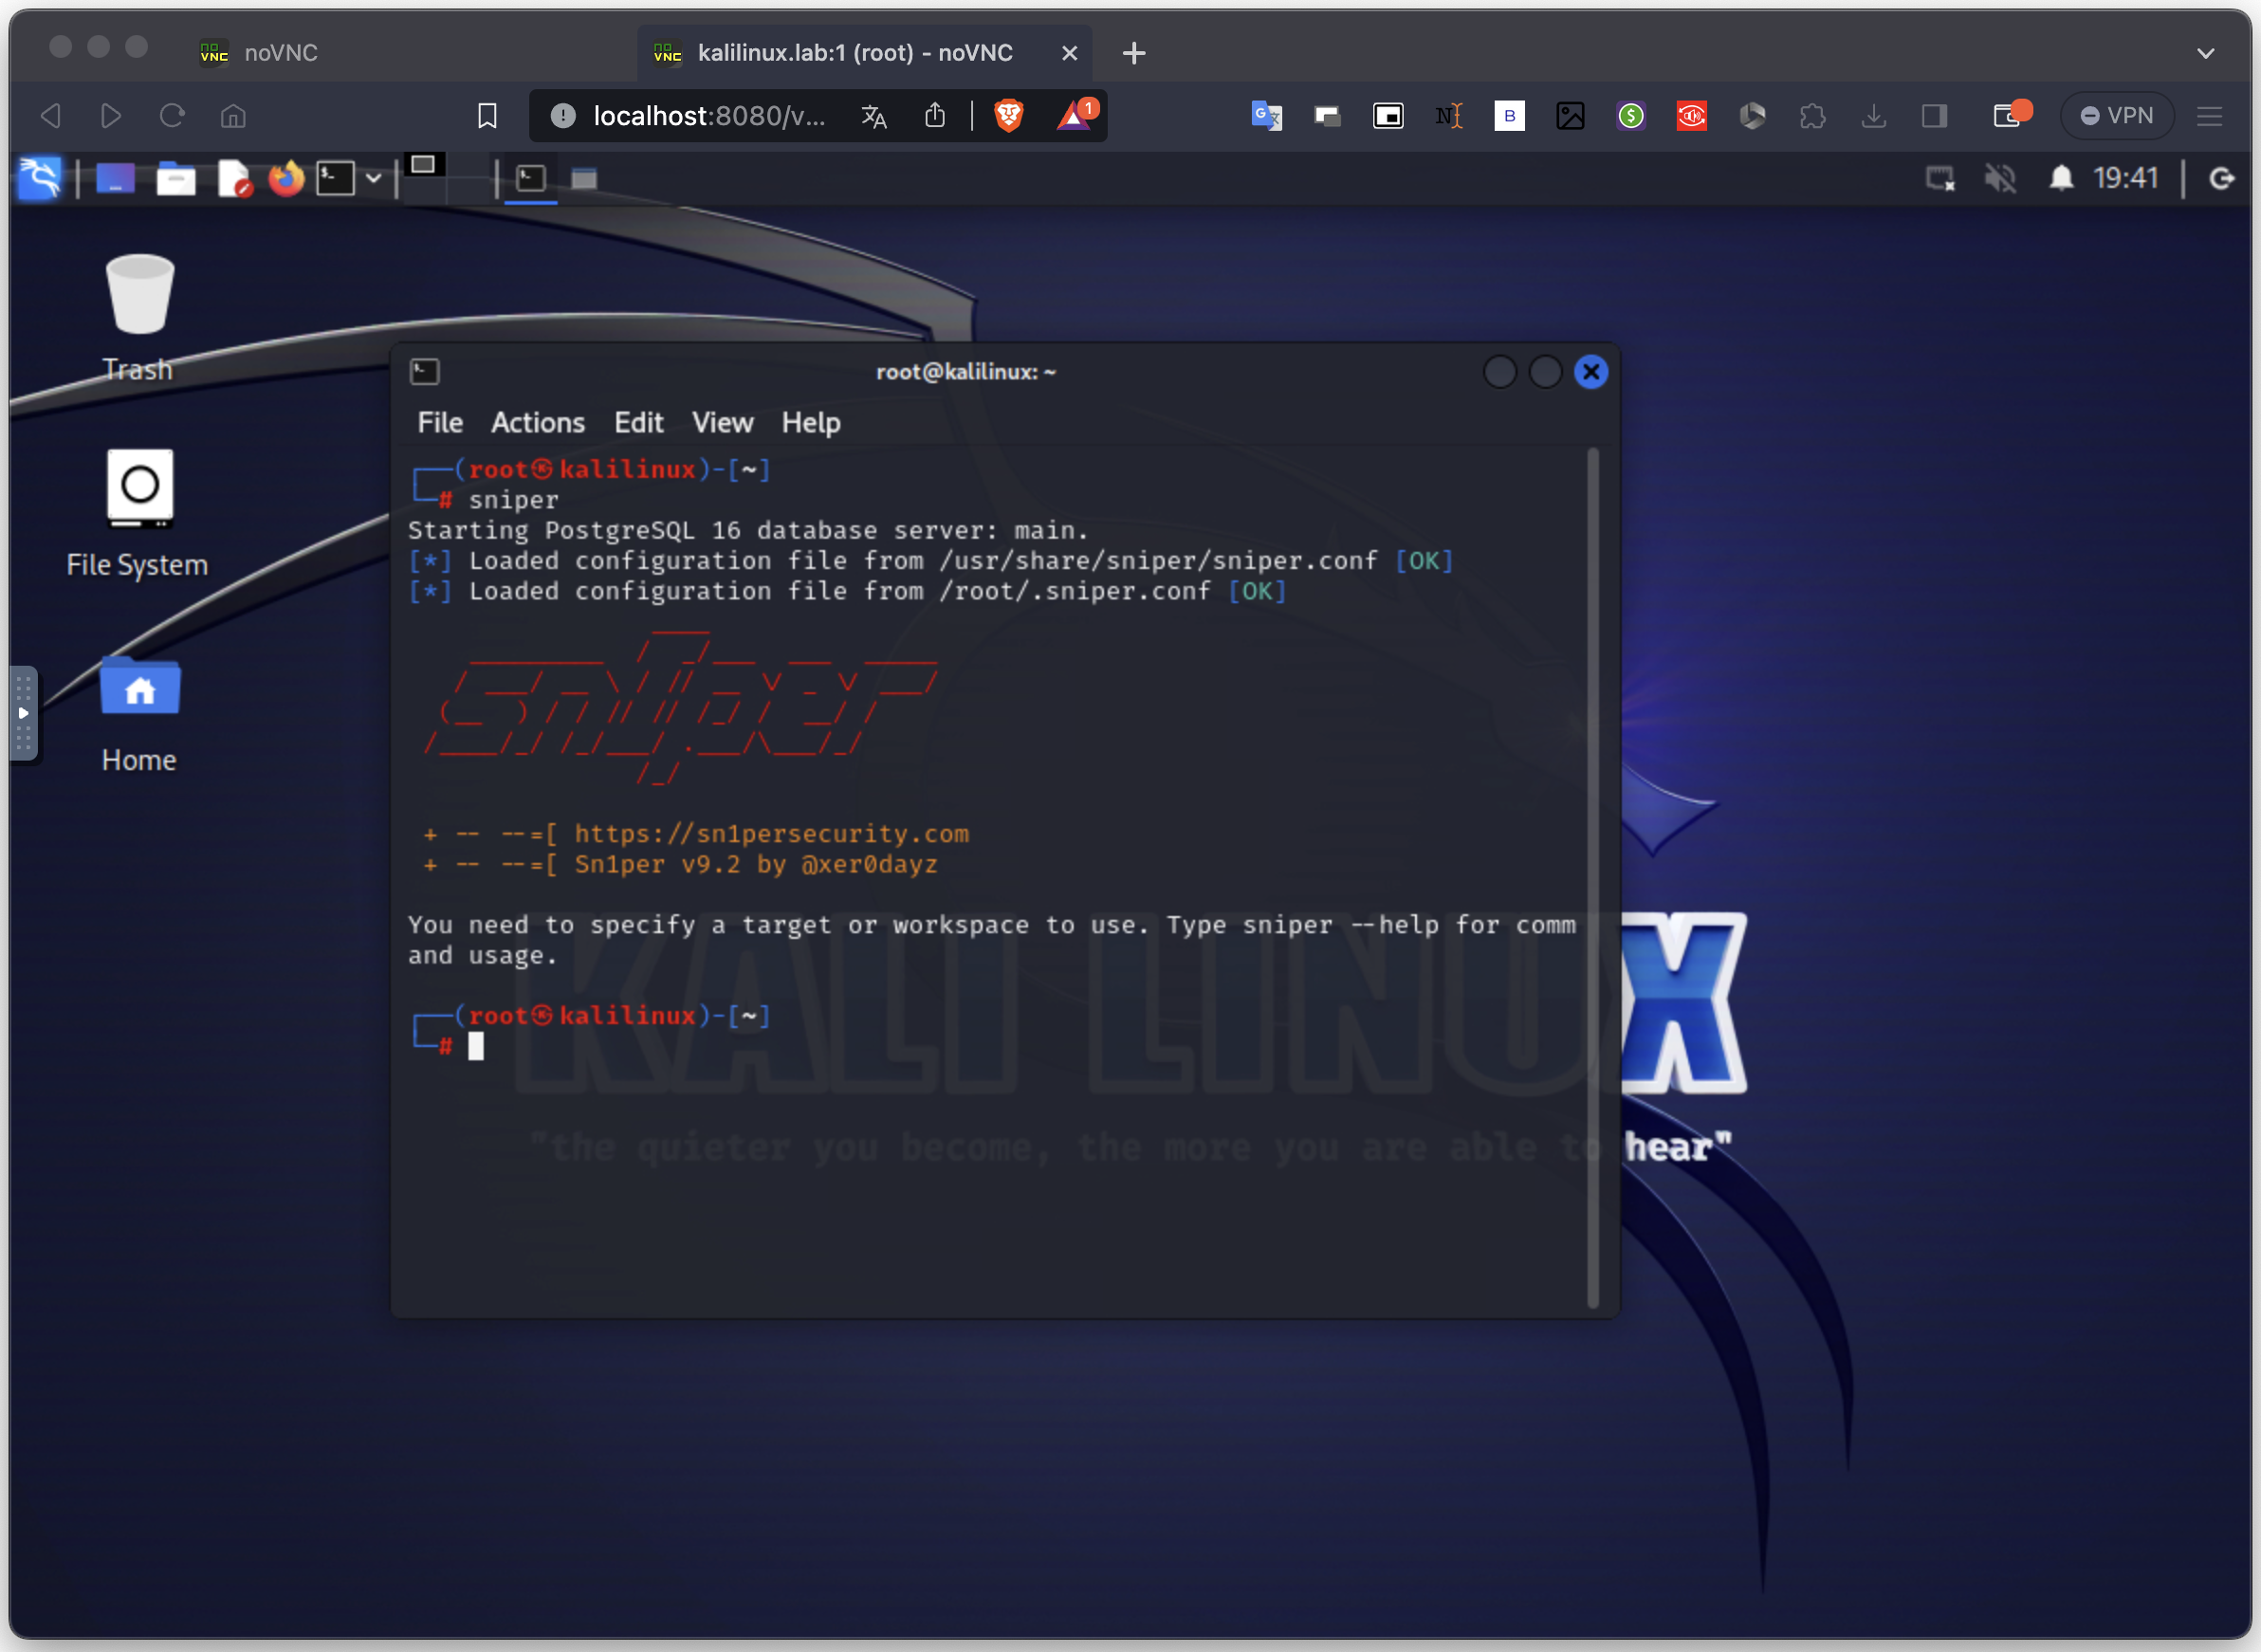 noVNC
kalilinux.lab:1 (root) - noVNC
localhost:8080/v...
1
B
VPN
19:41
Trash
File System
Home
root@kalilinux: ~
File Actions Edit View Help
┌──(root㉿kalilinux)-[~]
└─# sniper
Starting PostgreSQL 16 database server: main.
[*] Loaded configuration file from /usr/share/sniper/sniper.conf [OK]
[*] Loaded configuration file from /root/.sniper.conf [OK]
+ -- --=[ https://sn1persecurity.com
+ -- --=[ Sn1per v9.2 by @xer0dayz
You need to specify a target or workspace to use. Type sniper --help for comm
and usage.
┌──(root㉿kalilinux)-[~]
└─#
KALI LINUX
"the quieter you become, the more you are able to hear"